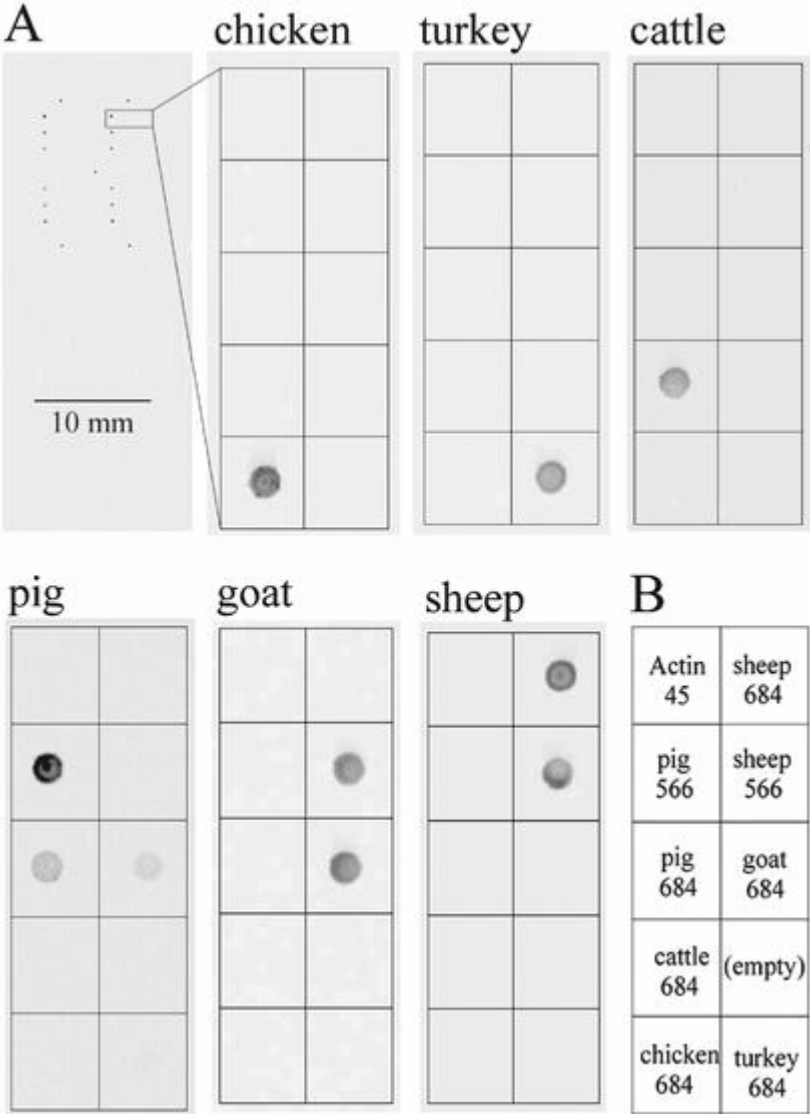 A
chicken
turkey
cattle
10 mm
pig
goat
sheep
B
Actin
45
sheep
684
pig
566
sheep
566
pig
684
goat
684
cattle
684
(empty)
chicken
684
turkey
684